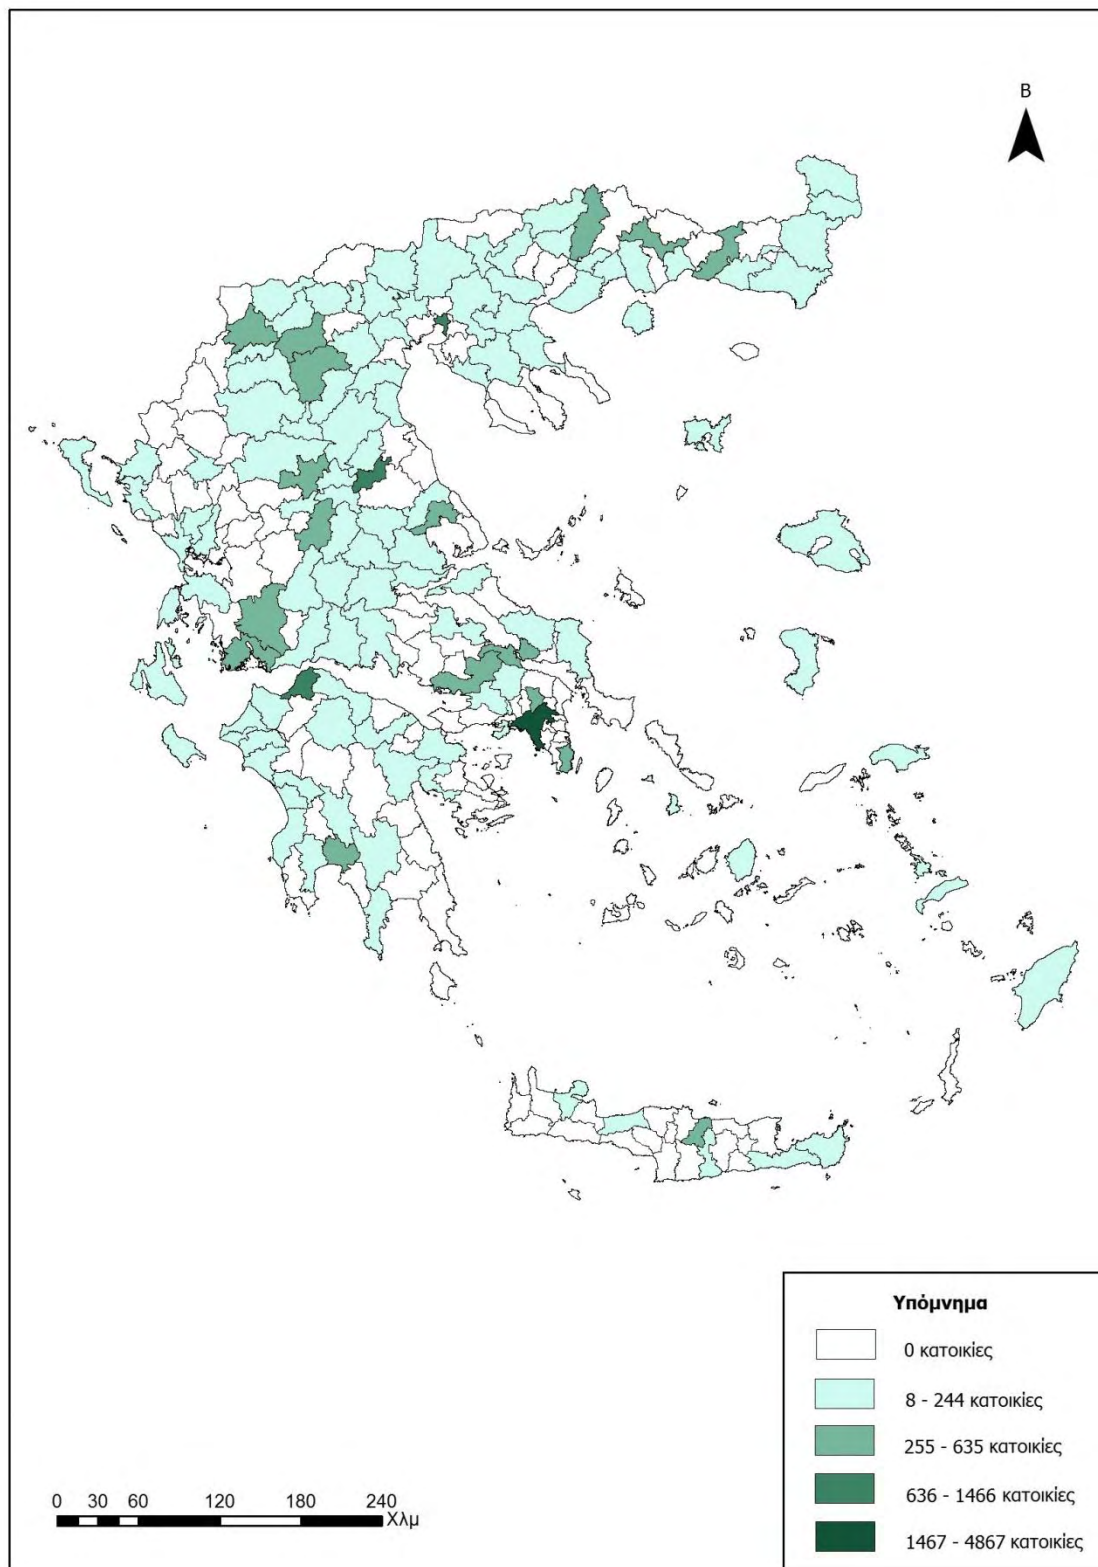 Β
Υπόμνημα
0 κατοικίες
8 - 244 κατοικίες
255 - 635 κατοικίες
636 - 1466 κατοικίες
1467 - 4867 κατοικίες
0 30 60 120 180 240
Χλμ